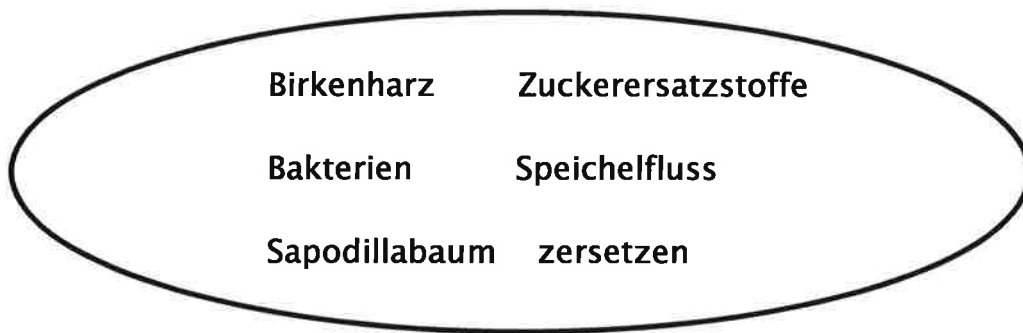 Birkenharz Zuckerersatzstoffe
Bakterien Speichelfluss
Sapodillabaum zersetzen